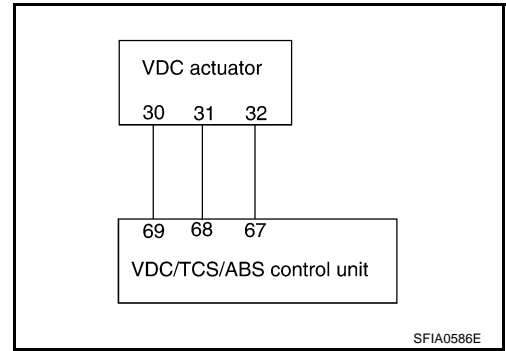 VDC actuator
30 31 32
69 68 67
VDC/TCS/ABS control unit
SFIA0586E